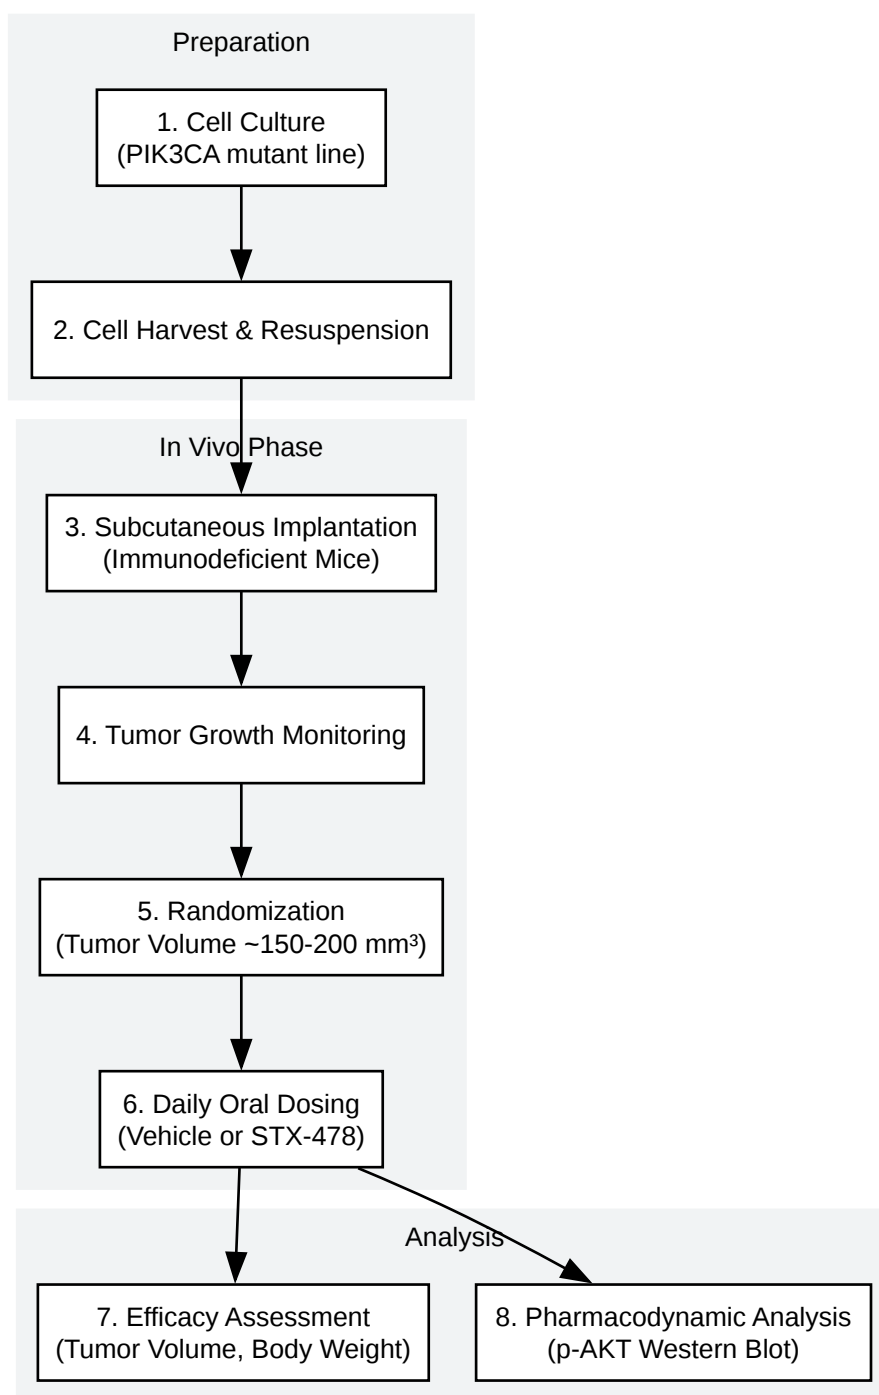 Preparation
1. Cell Culture
(PIK3CA mutant line)
2. Cell Harvest & Resuspension
In Vivo Phase
3. Subcutaneous Implantation
(Immunodeficient Mice)
4. Tumor Growth Monitoring
5. Randomization
(Tumor Volume ~150-200 mm³)
6. Daily Oral Dosing
(Vehicle or STX-478)
Analysis
7. Efficacy Assessment
(Tumor Volume, Body Weight)
8. Pharmacodynamic Analysis
(p-AKT Western Blot)